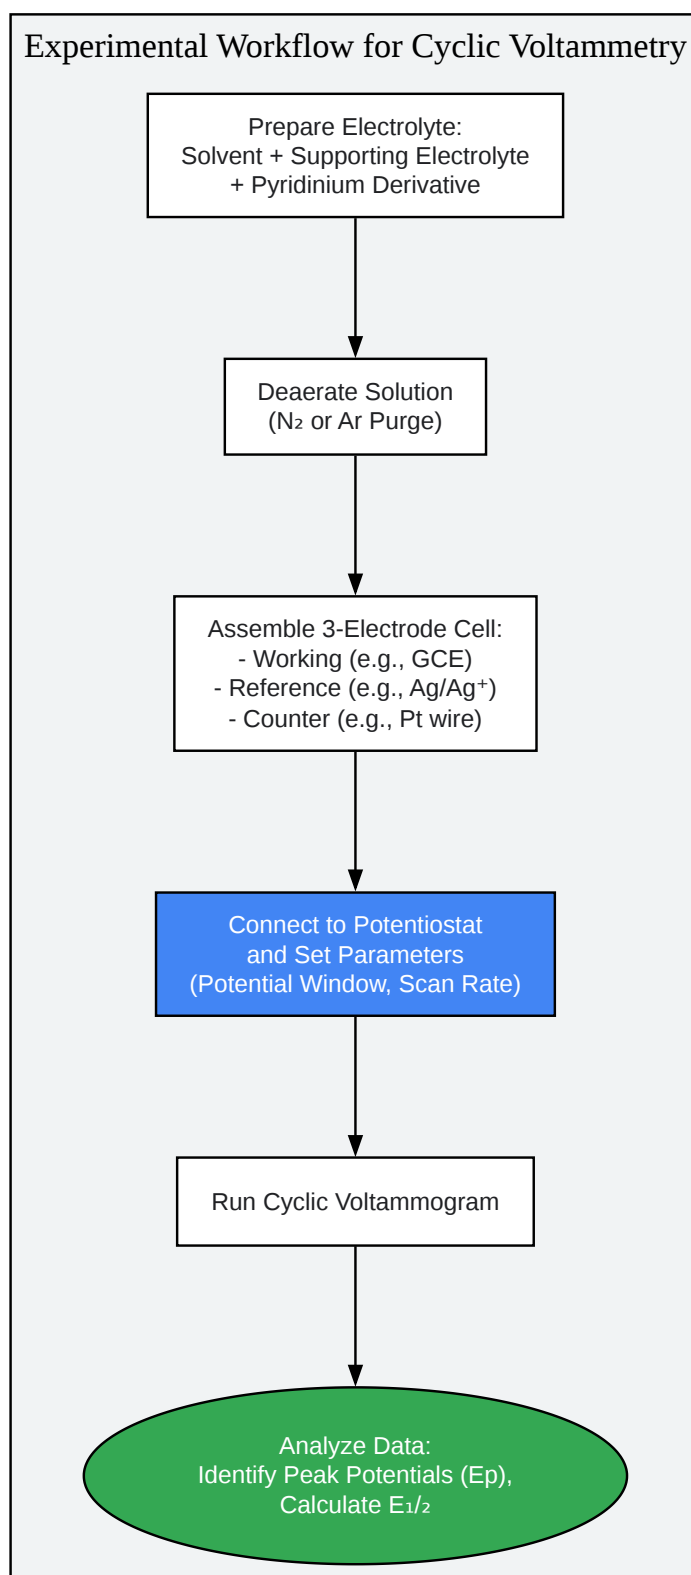 Experimental Workflow for Cyclic Voltammetry
Prepare Electrolyte:
Solvent + Supporting Electrolyte
+ Pyridinium Derivative
Deaerate Solution
(N₂ or Ar Purge)
Assemble 3-Electrode Cell:
- Working (e.g., GCE)
- Reference (e.g., Ag/Ag⁺)
- Counter (e.g., Pt wire)
Connect to Potentiostat
and Set Parameters
(Potential Window, Scan Rate)
Run Cyclic Voltammogram
Analyze Data:
Identify Peak Potentials (Ep),
Calculate E₁/₂